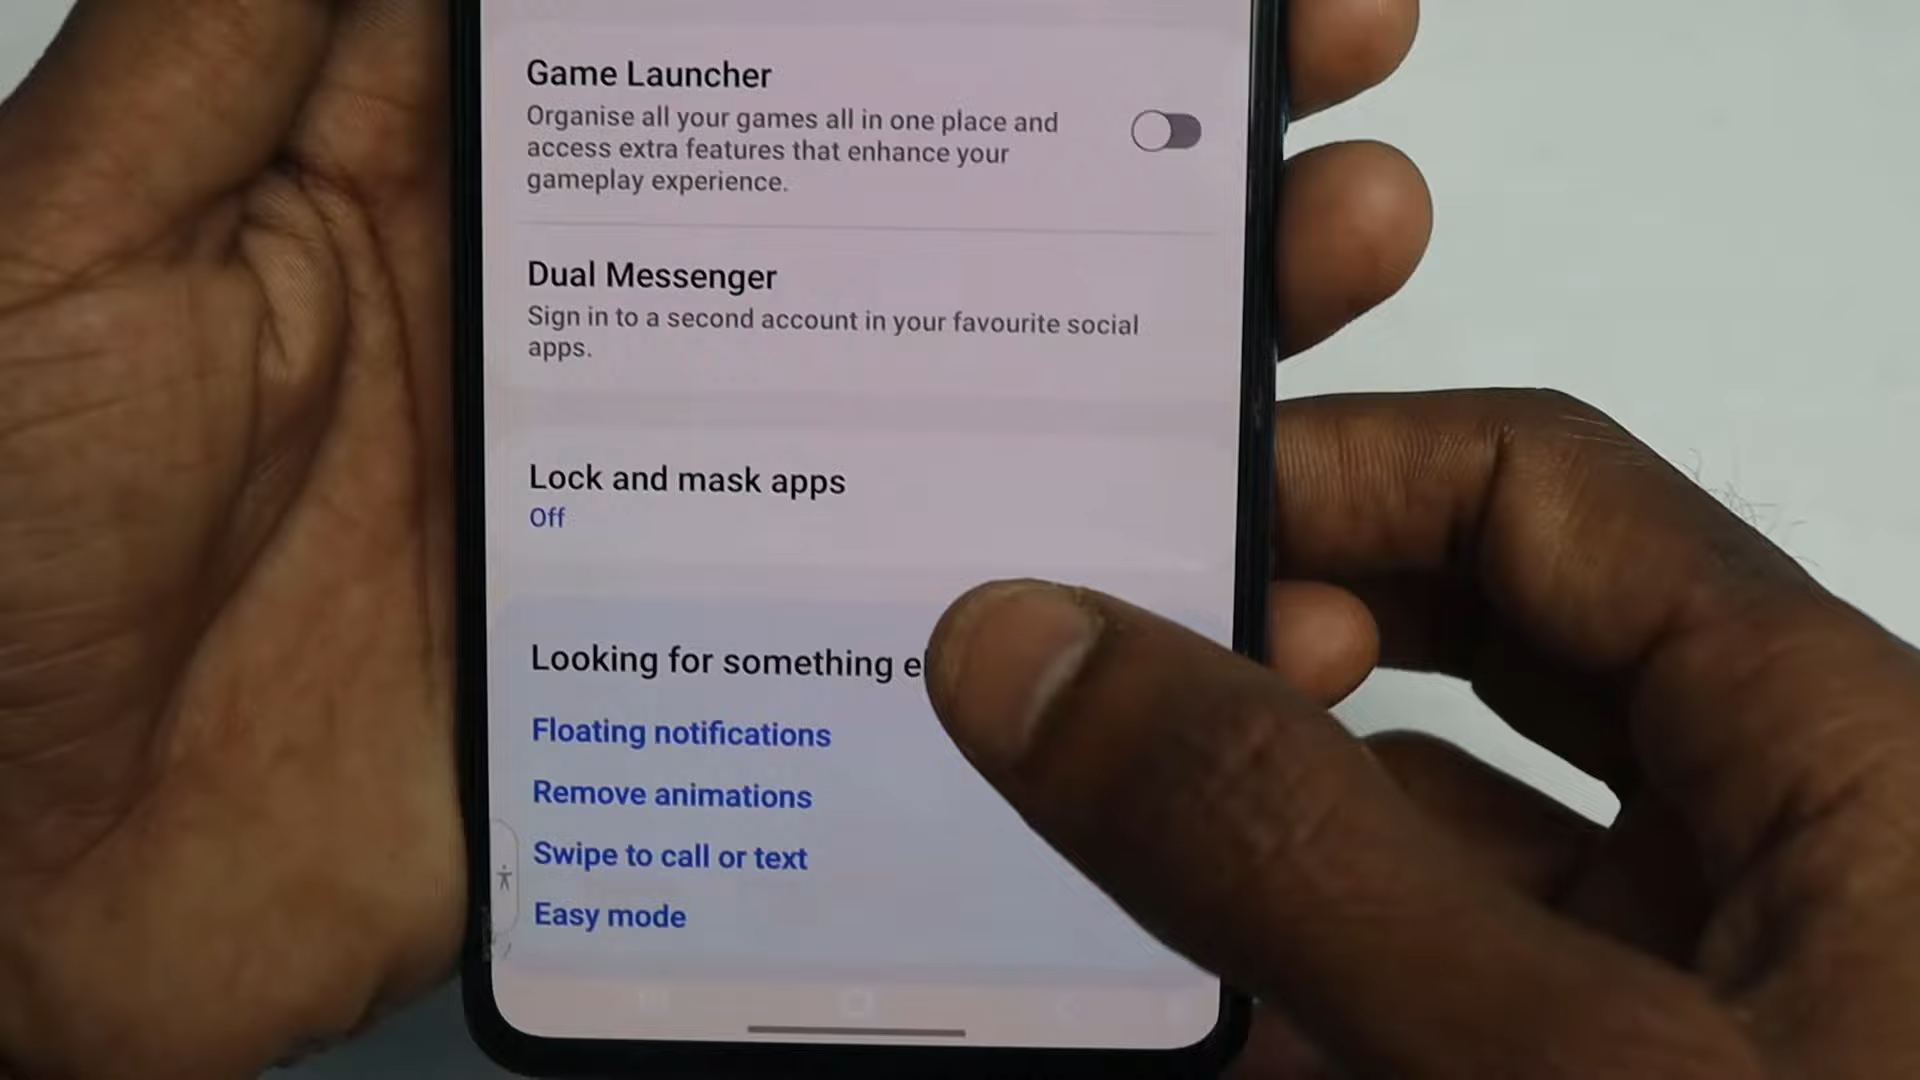 Game Launcher
Organise all your games all in one place and
access extra features that enhance your
gameplay experience.
Dual Messenger
Sign in to a second account in your favourite social
apps.
Lock and mask apps
Off
Looking for something
Floating notifications
Remove animations
Swipe to call or text
Easy mode